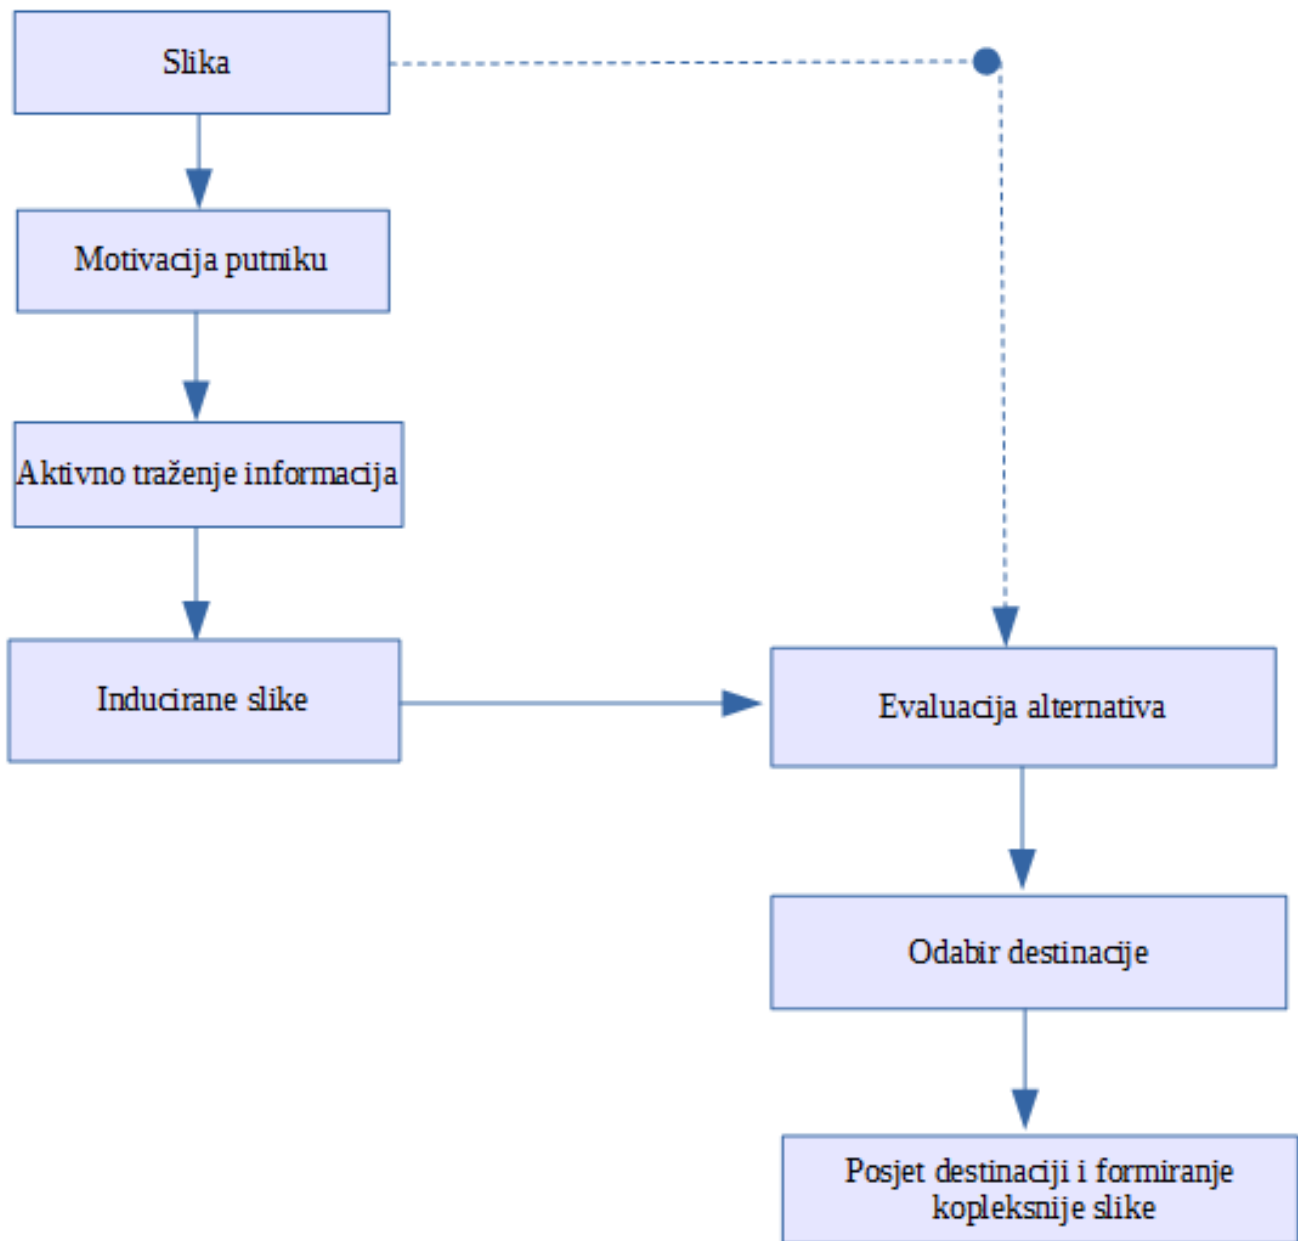 Slika
Motivacija putniku
Aktivno traženje informacija
Inducirane slike
Evaluacija alternativa
Odabir destinacije
Posjet destinaciji i formiranje
kopleksnije slike